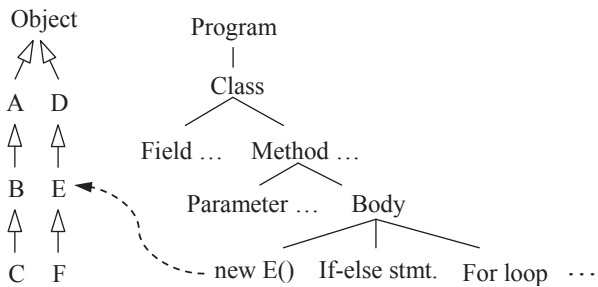 Object
Program
A D
Class
Field … Method …
B E
Parameter … Body
C F
new E() If-else stmt. For loop …